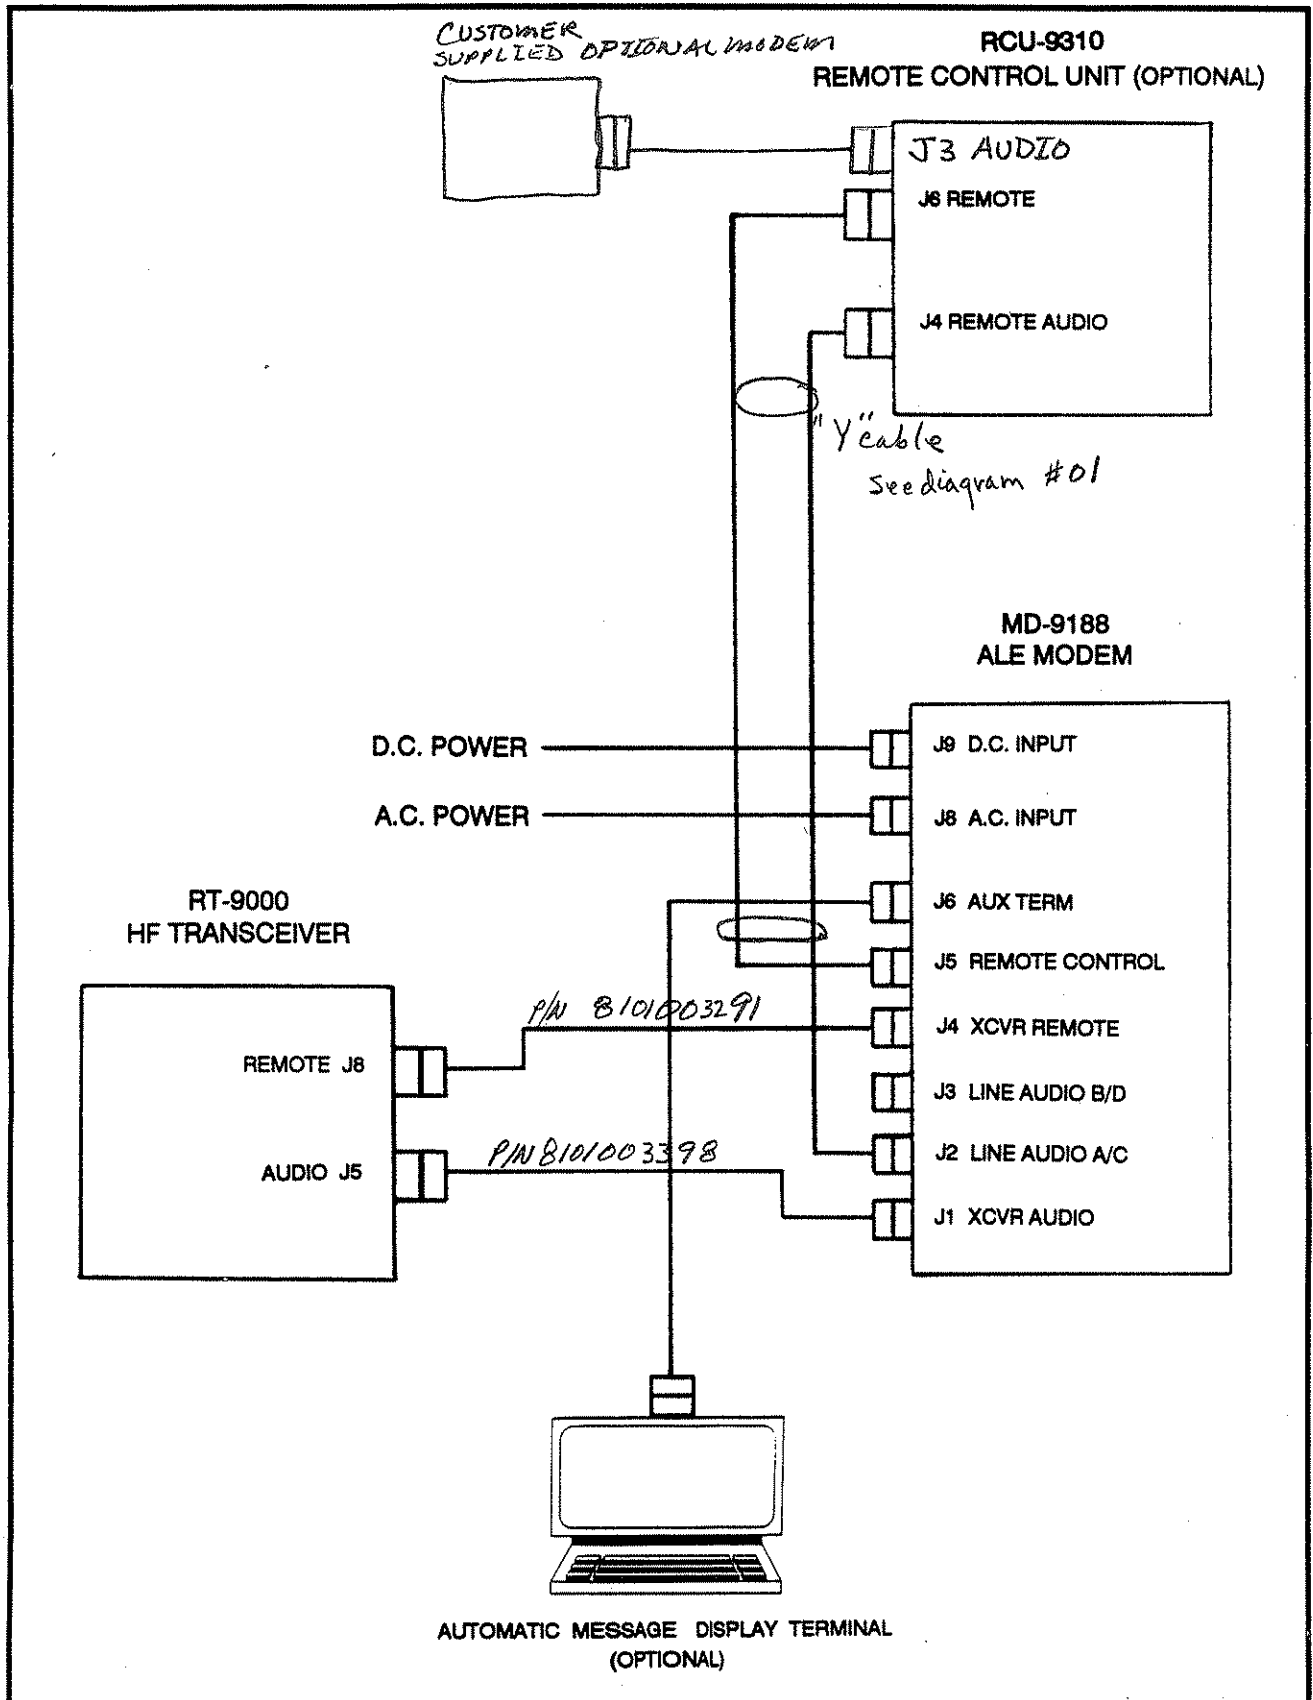 CUSTOMER
SUPPLIED OPTIONAL MODEM
RCU-9310
REMOTE CONTROL UNIT (OPTIONAL)
J3 AUDIO
J6 REMOTE
J4 REMOTE AUDIO
"Y" cable
See diagram #01
MD-9188
ALE MODEM
D.C. POWER
J9 D.C. INPUT
A.C. POWER
J8 A.C. INPUT
RT-9000
HF TRANSCEIVER
J6 AUX TERM
J5 REMOTE CONTROL
P/N 8101003291
J4 XCVR REMOTE
REMOTE J8
J3 LINE AUDIO B/D
P/N 8101003398
J2 LINE AUDIO A/C
AUDIO J5
J1 XCVR AUDIO
AUTOMATIC MESSAGE DISPLAY TERMINAL
(OPTIONAL)